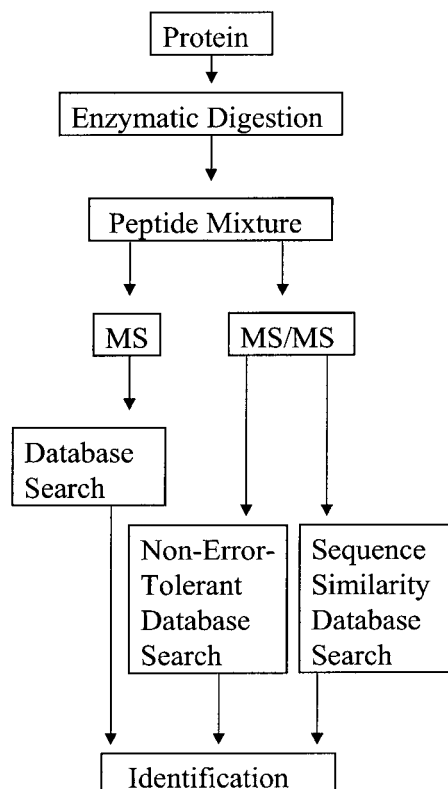 Protein
Enzymatic Digestion
Peptide Mixture
MS
MS/MS
Database
Search
Non-Error-
Tolerant
Database
Search
Sequence
Similarity
Database
Search
Identification